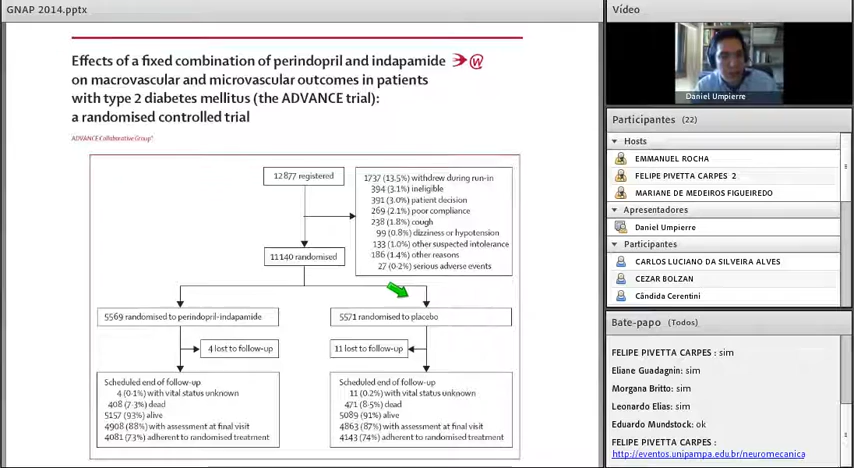 GNAP 2014.pptx
Effects of a fixed combination of perindopril and indapamide
on macrovascular and microvascular outcomes in patients
with type 2 diabetes mellitus (the ADVANCE trial):
a randomised controlled trial
ADVANCE Collaborative Group*
12 877 registered
1737 (13.5%) withdrew during run-in
394 (3.1%) ineligible
391 (3.0%) patient decision
269 (2.1%) poor compliance
238 (1.8%) cough
99 (0.8%) dizziness or hypotension
133 (1.0%) other suspected intolerance
186 (1.4%) other reasons
27 (0·2%) serious adverse events
11 140 randomised
5569 randomised to perindopril-indapamide
5571 randomised to placebo
4 lost to follow-up
11 lost to follow-up
Scheduled end of follow-up
4 (0·1%) with vital status unknown
408 (7·3%) dead
5157 (93%) alive
4908 (88%) with assessment at final visit
4081 (73%) adherent to randomised treatment
Scheduled end of follow-up
11 (0.2%) with vital status unknown
471 (8·5%) dead
5089 (91%) alive
4863 (87%) with assessment at final visit
4143 (74%) adherent to randomised treatment
Vídeo
Daniel Umpierre
Participantes (22)
Hosts
EMMANUEL ROCHA
FELIPE PIVETTA CARPES 2
MARIANE DE MEDEIROS FIGUEIREDO
Apresentadores
Daniel Umpierre
Participantes
CARLOS LUCIANO DA SILVEIRA ALVES
CEZAR BOLZAN
Cândida Cerentini
Bate-papo (Todos)
FELIPE PIVETTA CARPES : sim
Eliane Guadagnin: sim
Morgana Britto: sim
Leonardo Elias: sim
Eduardo Mundstock: ok
FELIPE PIVETTA CARPES :
http://eventos.unipampa.edu.br/neuromecanica